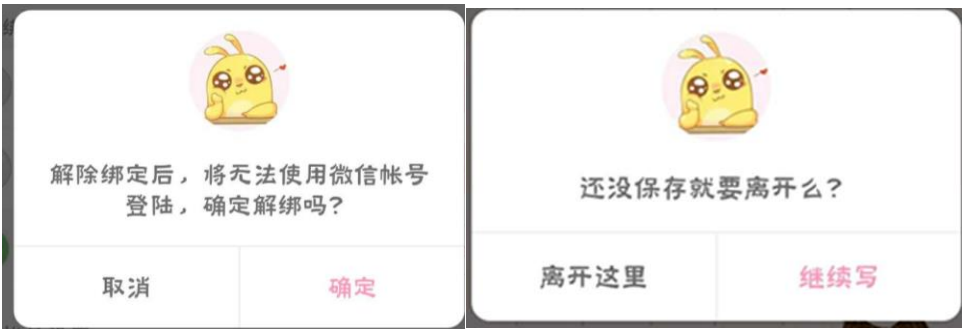 解除绑定后，将无法使用微信帐号
登陆，确定解绑吗？
取消
确定
还没保存就要离开么？
离开这里
继续写